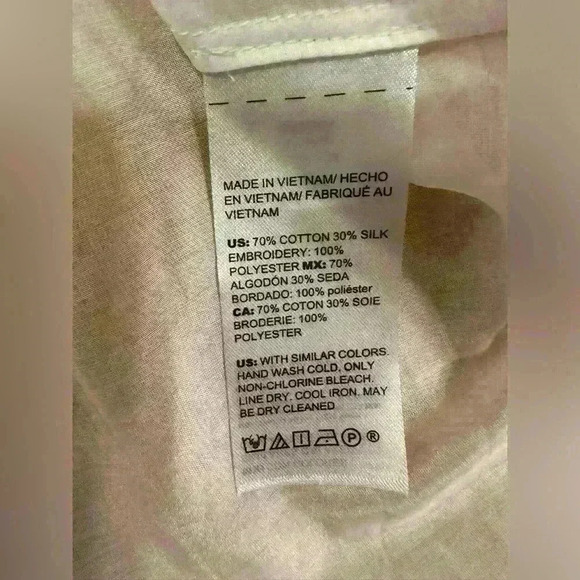 MADE IN VIETNAM/ HECHO
EN VIETNAM/ FABRIQUÉ AU
VIETNAM
US: 70% COTTON 30% SILK
EMBROIDERY: 100%
POLYESTER MX: 70%
ALGODÓN 30% SEDA
BORDADO: 100% poliéster
CA: 70% COTON 30% SOIE
BRODERIE: 100%
POLYESTER
US: WITH SIMILAR COLORS.
HAND WASH COLD, ONLY
NON-CHLORINE BLEACH.
LINE DRY. COOL IRON. MAY
BE DRY CLEANED
P ®